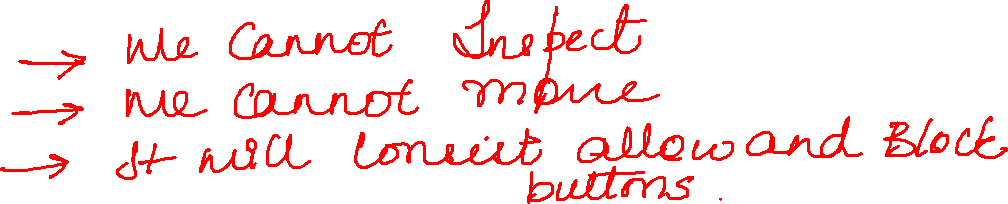 → We Cannot Inspect
→ We Cannot move
→ It will consist allow and Block
buttons.